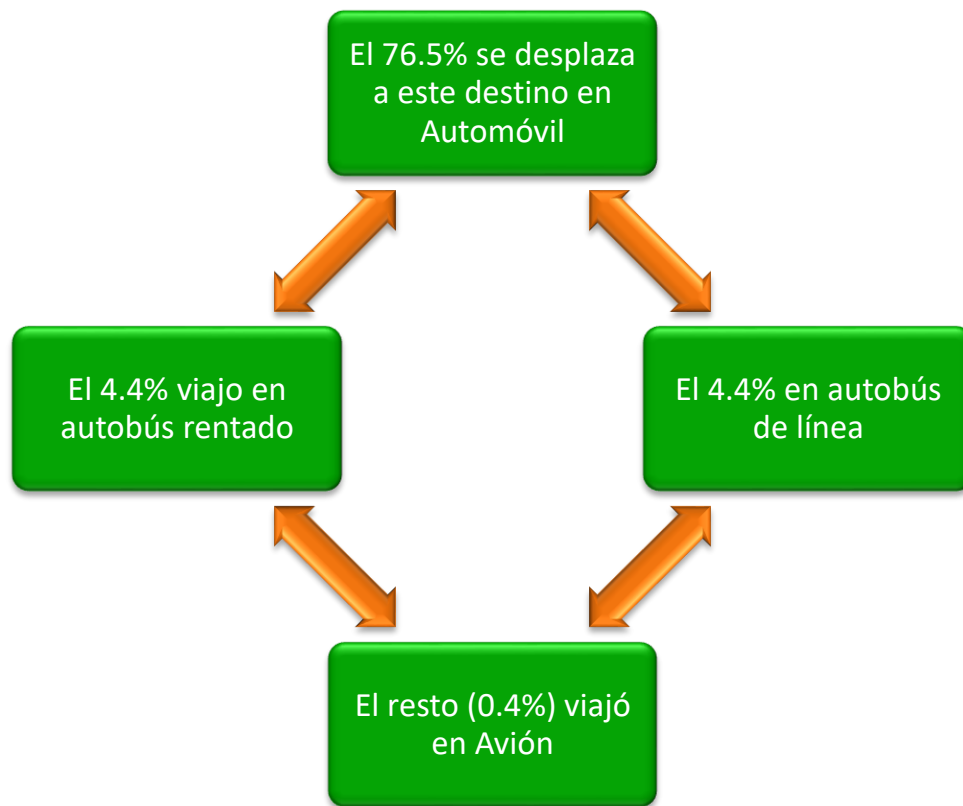 El 76.5% se desplaza
a este destino en
Automóvil
El 4.4% viajo en
autobús rentado
El 4.4% en autobús
de línea
El resto (0.4%) viajó
en Avión